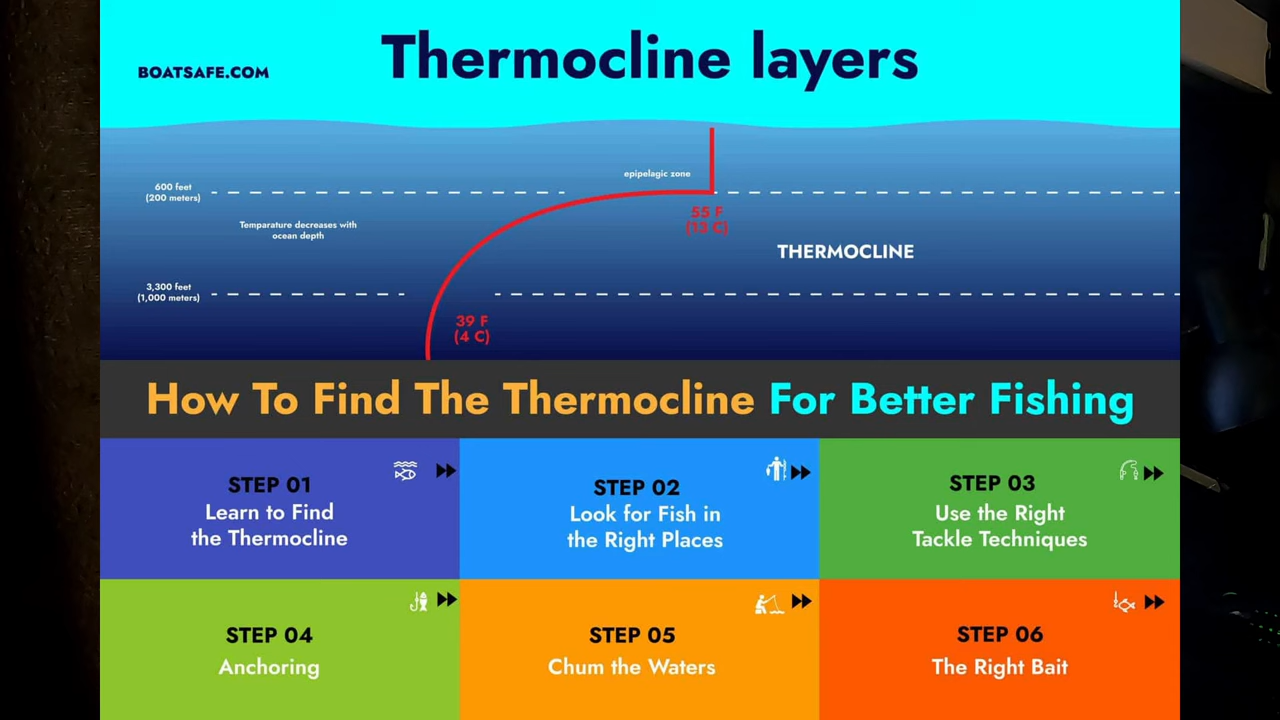 Thermocline layers
BOATSAFE.COM
epipelagic zone
600 feet
(200 meters)
55 F
(13 C)
Temparature decreases with
ocean depth
THERMOCLINE
3,300 feet
(1,000 meters)
39 F
(4 C)
How To Find The Thermocline For Better Fishing
STEP 01
Learn to Find
the Thermocline
STEP 02
Look for Fish in
the Right Places
STEP 03
Use the Right
Tackle Techniques
STEP 04
Anchoring
STEP 05
Chum the Waters
STEP 06
The Right Bait